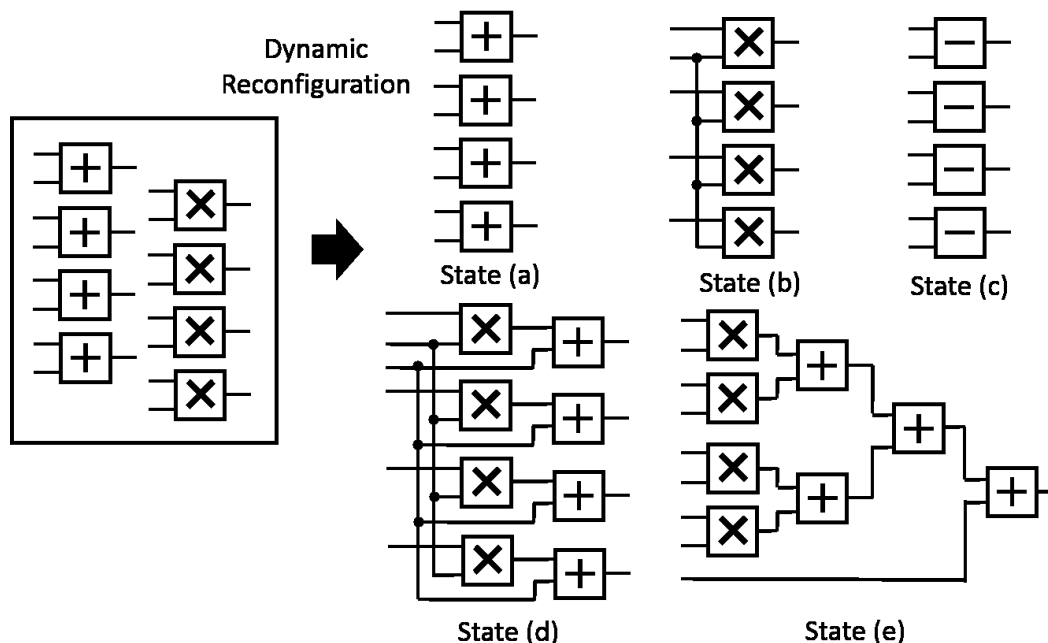 Dynamic
Reconfiguration
State (a)
State (b)
State (c)
State (d)
State (e)